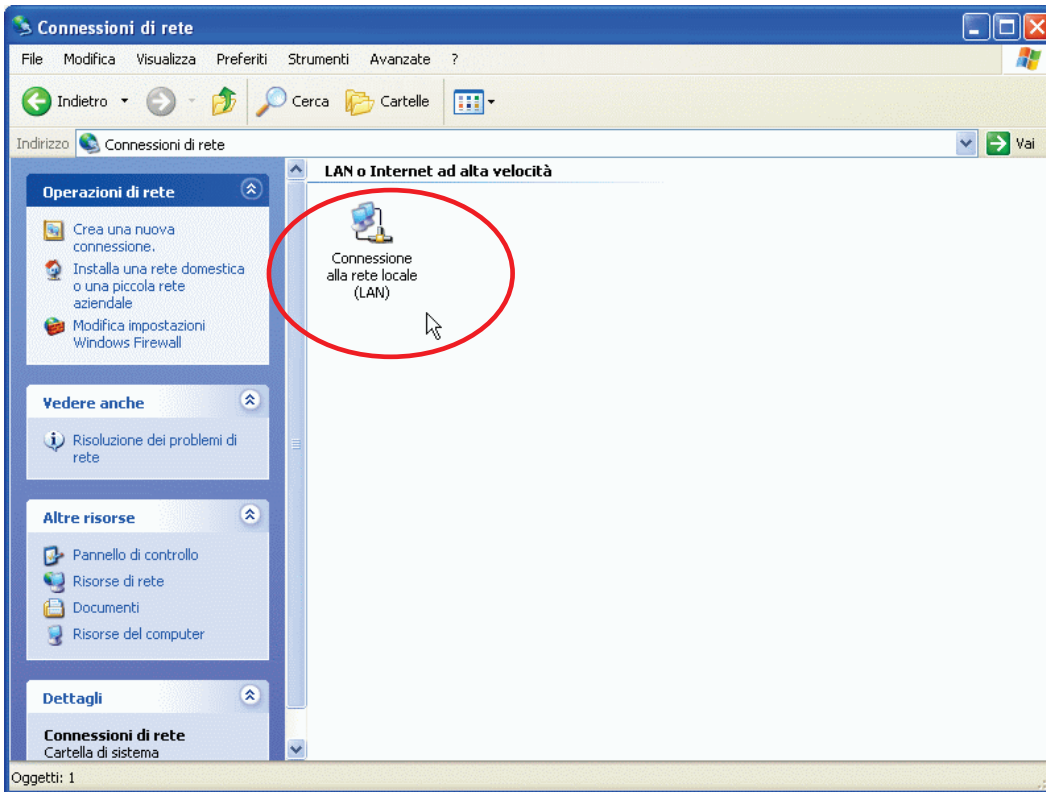 Connessioni di rete
File Modifica Visualizza Preferiti Strumenti Avanzate ?
Indietro Cerca Cartelle
Indirizzo Connessioni di rete Vai
Operazioni di rete
Crea una nuova
connessione.
Installa una rete domestica
o una piccola rete
aziendale
Modifica impostazioni
Windows Firewall
Vedere anche
Risoluzione dei problemi di
rete
Altre risorse
Pannello di controllo
Risorse di rete
Documenti
Risorse del computer
Dettagli
Connessioni di rete
Cartella di sistema
LAN o Internet ad alta velocità
Connessione
alla rete locale
(LAN)
Oggetti: 1